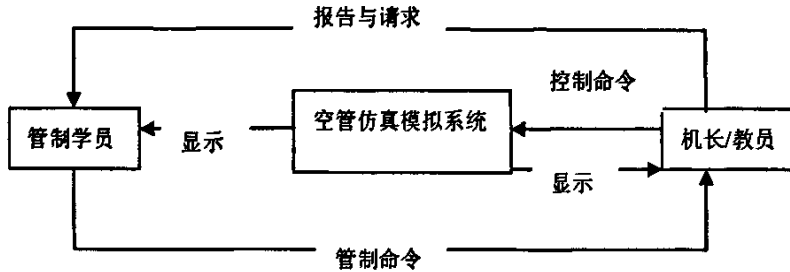 报告与请求
控制命令
空管仿真模拟系统
管制学员
显示
机长/教员
显示
管制命令